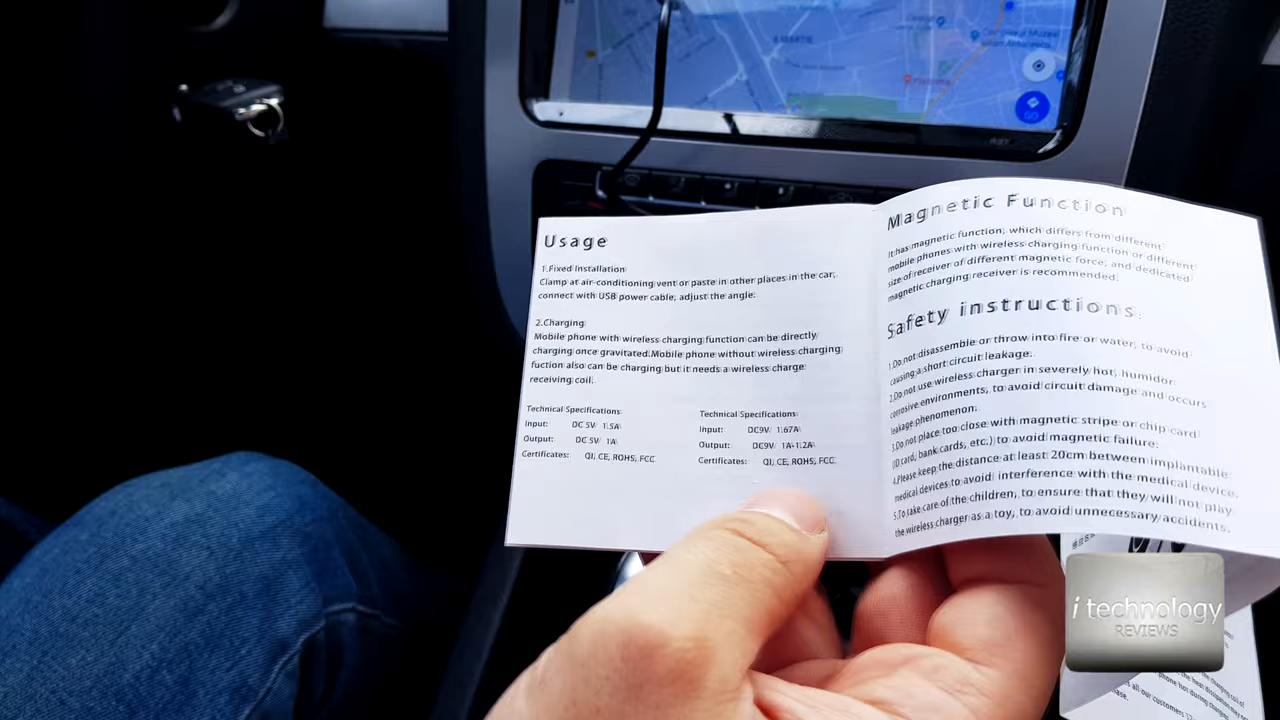 Usage
1.Fixed Installation
Clamp at air-conditioning vent or paste in other places in the car,
connect with USB power cable, adjust the angle.
2.Charging
Mobile phone with wireless charging function can be directly
charging once gravitated.Mobile phone without wireless charging
fuction also can be charging but it needs a wireless charge
receiving coil.
Technical Specifications
Input: DC 5V 1.5A
Output: DC 5V 1A
Certificates: QI, CE, ROHS, FCC
Technical Specifications
Input: DC9V 1.67A
Output: DC9V 1A-1.2A
Certificates: QI, CE, ROHS, FCC
Magnetic Function
It has magnetic function, which differs from different
mobile phones with wireless charging function or different
size of receiver of different magnetic force, and dedicated
magnetic charging receiver is recommended.
Safety instructions.
1.Do not disassemble or throw into fire or water, to avoid
causing a short circuit leakage.
2.Do not use wireless charger in severely hot, humidor
corrosive environments, to avoid circuit damage and occurs
leakage phenomenon.
3.Do not place too close with magnetic stripe or chip card
(ID card, bank cards, etc.) to avoid magnetic failure.
4.Please keep the distance at least 20cm between implantable
medical devices to avoid interference with the medical device.
5.To take care of the children, to ensure that they will not play
the wireless charger as a toy, to avoid unnecessary accidents.
GO
i technology
REVIEWS
all our customers